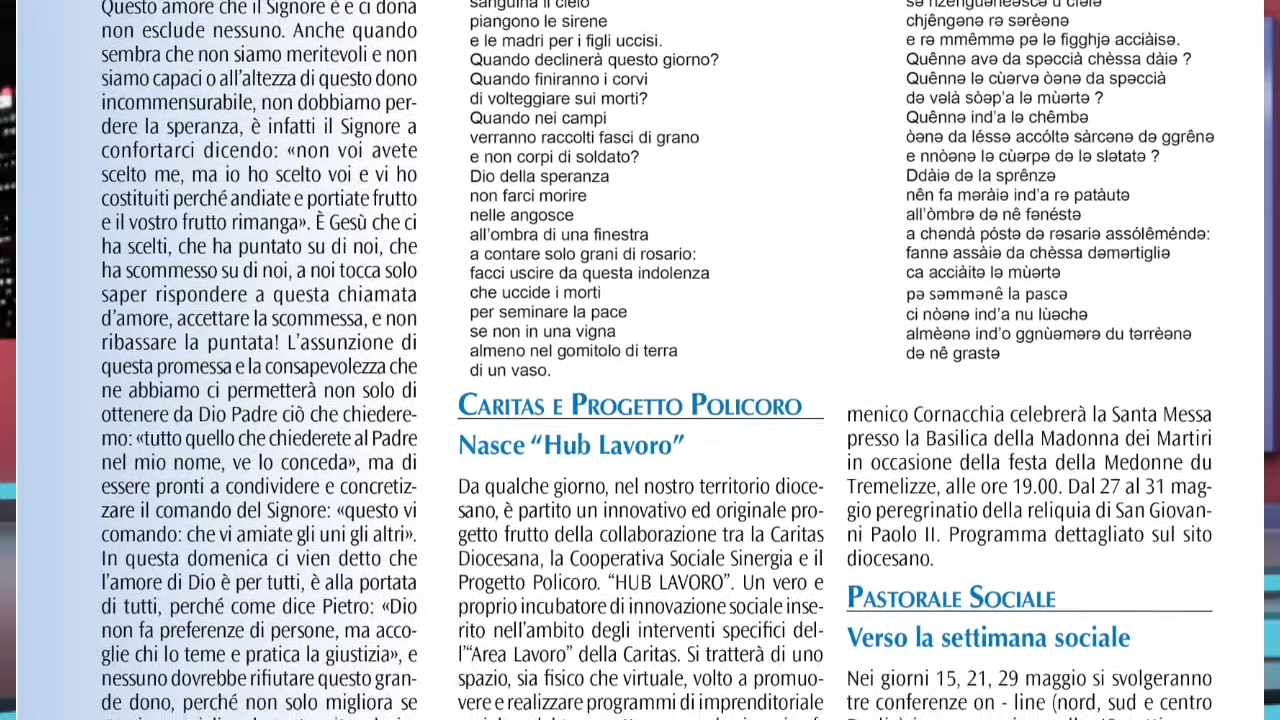 Questo amore che il Signore è e ci dona
non esclude nessuno. Anche quando
sembra che non siamo meritevoli e non
siamo capaci o all'altezza di questo dono
incommensurabile, non dobbiamo per-
dere la speranza, è infatti il Signore a
confortarci dicendo: «non voi avete
scelto me, ma io ho scelto voi e vi ho
costituiti perché andiate e portiate frutto
e il vostro frutto rimanga». È Gesù che ci
ha scelti, che ha puntato su di noi, che
ha scommesso su di noi, a noi tocca solo
saper rispondere a questa chiamata
d'amore, accettare la scommessa, e non
ribassare la puntata! L'assunzione di
questa promessa e la consapevolezza che
ne abbiamo ci permetterà non solo di
ottenere da Dio Padre ciò che chiedere-
mo: «tutto quello che chiederete al Padre
nel mio nome, ve lo conceda», ma di
essere pronti a condividere e concretiz-
zare il comando del Signore: «questo vi
comando: che vi amiate gli uni gli altri».
In questa domenica ci vien detto che
l'amore di Dio è per tutti, è alla portata
di tutti, perché come dice Pietro: «Dio
non fa preferenze di persone, ma acco-
glie chi lo teme e pratica la giustizia», e
nessuno dovrebbe rifiutare questo gran-
de dono, perché non solo migliora se
sanguina il cielo
piangono le sirene
e le madri per i figli uccisi.
Quando declinerà questo giorno?
Quando finiranno i corvi
di volteggiare sui morti?
Quando nei campi
verranno raccolti fasci di grano
e non corpi di soldato?
Dio della speranza
non farci morire
nelle angosce
all'ombra di una finestra
a contare solo grani di rosario:
facci uscire da questa indolenza
che uccide i morti
per seminare la pace
se non in una vigna
almeno nel gomitolo di terra
di un vaso.
chjêngənə rə sərèənə
e rə mmêmmə pə lə figghjə acciàisə.
Quênnə avə da spəccià chèssa dàiə ?
Quênnə lə cùərvə òənə da spəccià
də vəlà sòəp'a lə mùərtə ?
Quênnə ind'a lə chêmbə
òənə da léssə accóltə sàrcənə də ggrênə
e nnòənə lə cùərpə də lə slətatə ?
Ddàiə də la sprênzə
nên fa məràiə ind'a rə patàutə
all'òmbrə də nê fənéstə
a chəndà póstə də rəsariə assólêméndə:
fannə assàiə da chèssa dəmərtigliə
ca acciàitə lə mùərtə
pə səmmənê la pascə
ci nòənə ind'a nu lùəchə
almèənə ind'o ggnùəmərə du tərrèənə
də nê grastə
CARITAS E PROGETTO POLICORO
Nasce “Hub Lavoro”
Da qualche giorno, nel nostro territorio dioce-
sano, è partito un innovativo ed originale pro-
getto frutto della collaborazione tra la Caritas
Diocesana, la Cooperativa Sociale Sinergia e il
Progetto Policoro. “HUB LAVORO”. Un vero e
proprio incubatore di innovazione sociale inse-
rito nell'ambito degli interventi specifici del-
l'“Area Lavoro” della Caritas. Si tratterà di uno
spazio, sia fisico che virtuale, volto a promuo-
vere e realizzare programmi di imprenditoriale
menico Cornacchia celebrerà la Santa Messa
presso la Basilica della Madonna dei Martiri
in occasione della festa della Medonne du
Tremelizze, alle ore 19.00. Dal 27 al 31 mag-
gio peregrinatio della reliquia di San Giovan-
ni Paolo II. Programma dettagliato sul sito
diocesano.
PASTORALE SOCIALE
Verso la settimana sociale
Nei giorni 15, 21, 29 maggio si svolgeranno
tre conferenze on - line (nord, sud e centro